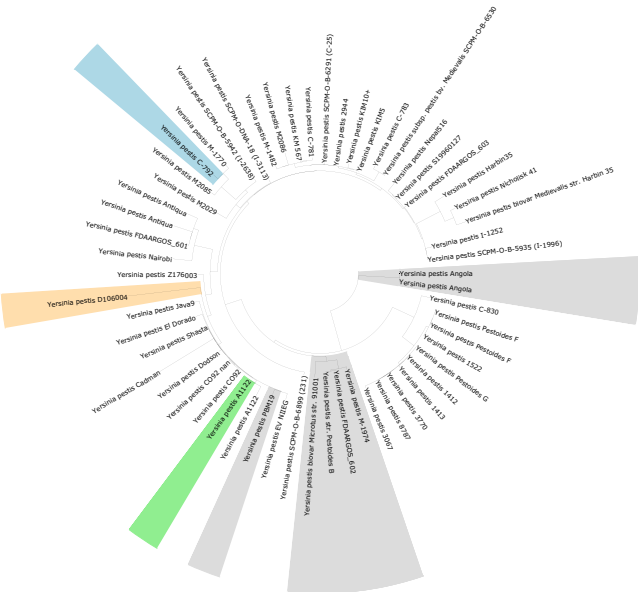 Yersinia pestis SCPM-O-B-6291 (C-25)
Yersinia pestis 2944
Yersinia pestis KIM10+
Yersinia pestis KIM5
Yersinia pestis C-783
Yersinia pestis subsp. pestis bv. Medievalis SCPM-O-B-6530
Yersinia pestis Nepal516
Yersinia pestis S19960127
Yersinia pestis FDAARGOS_603
Yersinia pestis Harbin35
Yersinia pestis Nicholisk 41
Yersinia pestis biovar Medievalis str. Harbin 35
Yersinia pestis I-1252
Yersinia pestis SCPM-O-B-5935 (I-1996)
Yersinia pestis Angola
Yersinia pestis Angola
Yersinia pestis C-830
Yersinia pestis Pestoides F
Yersinia pestis Pestoides F
Yersinia pestis 1522
Yersinia pestis Pestoides G
Yersinia pestis 1412
Yersinia pestis 1413
Yersinia pestis 3770
Yersinia pestis 8787
Yersinia pestis 3067
Yersinia pestis M-1974
Yersinia pestis FDAARGOS_602
Yersinia pestis str. Pestoides B
Yersinia pestis biovar Microtus str. 91001
Yersinia pestis SCPM-O-B-6899 (231)
Yersinia pestis EV NIIEG
Yersinia pestis PBM19
Yersinia pestis A1122
Yersinia pestis A1122
Yersinia pestis CO92
Yersinia pestis CO92 nan
Yersinia pestis Dodson
Yersinia pestis Cadman
Yersinia pestis Shasta
Yersinia pestis El Dorado
Yersinia pestis Java9
Yersinia pestis D106004
Yersinia pestis Z176003
Yersinia pestis Nairobi
Yersinia pestis FDAARGOS_601
Yersinia pestis Antiqua
Yersinia pestis Antiqua
Yersinia pestis M2029
Yersinia pestis M2085
Yersinia pestis C-792
Yersinia pestis M-1770
Yersinia pestis SCPM-O-B-5942 (I-2638)
Yersinia pestis SCPM-O-DNA-18 (I-3113)
Yersinia pestis M-1482
Yersinia pestis M2086
Yersinia pestis KM 567
Yersinia pestis C-781